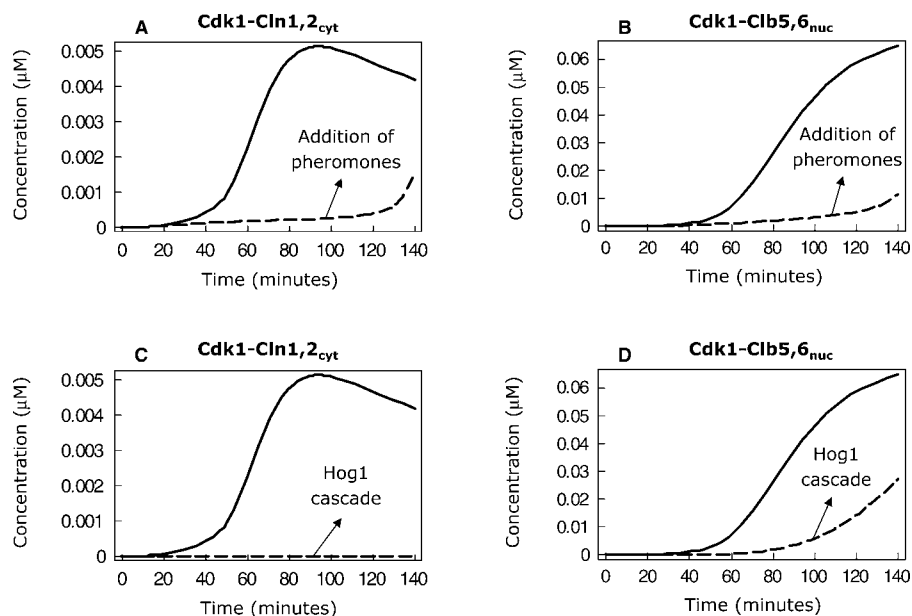 A
Cdk1-Cln1,2cyt
Concentration (µM)
0.005
0.004
0.003
0.002
0.001
0
Addition of
pheromones
0 20 40 60 80 100 120 140
Time (minutes)
B
Cdk1-Clb5,6nuc
Concentration (µM)
0.06
0.05
0.04
0.03
0.02
0.01
0
Addition of
pheromones
0 20 40 60 80 100 120 140
Time (minutes)
C
Cdk1-Cln1,2cyt
Concentration (µM)
0.005
0.004
0.003
0.002
0.001
0
Hog1
cascade
0 20 40 60 80 100 120 140
Time (minutes)
D
Cdk1-Clb5,6nuc
Concentration (µM)
0.06
0.05
0.04
0.03
0.02
0.01
0
Hog1
cascade
0 20 40 60 80 100 120 140
Time (minutes)